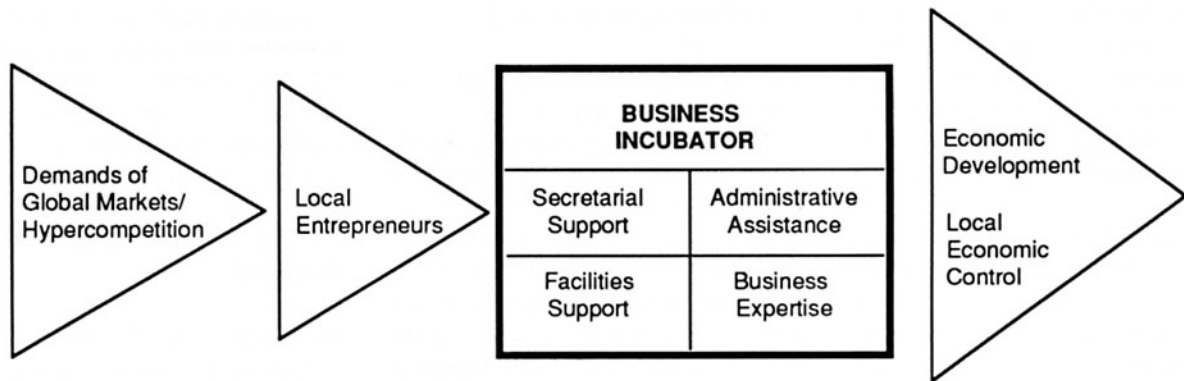 Demands of
Global Markets/
Hypercompetition
Local
Entrepreneurs
BUSINESS
INCUBATOR
Secretarial
Support
Administrative
Assistance
Facilities
Support
Business
Expertise
Economic
Development
Local
Economic
Control